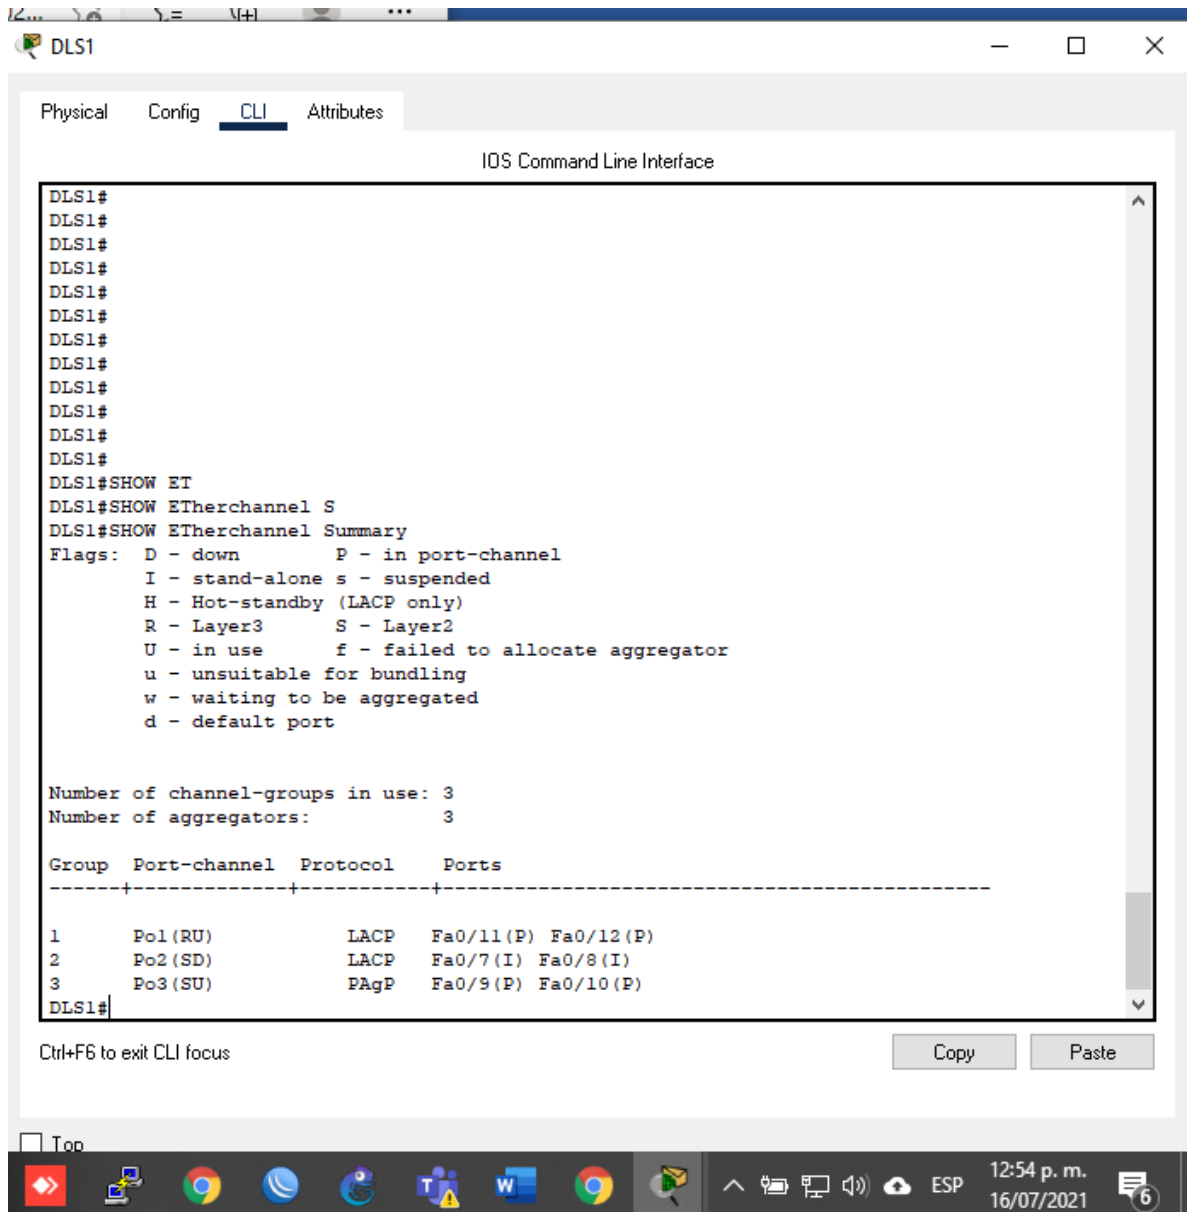 DLS1
Physical Config CLI Attributes
IOS Command Line Interface
DLS1#
DLS1#
DLS1#
DLS1#
DLS1#
DLS1#
DLS1#
DLS1#
DLS1#
DLS1#
DLS1#
DLS1#
DLS1#SHOW ET
DLS1#SHOW ETherchannel S
DLS1#SHOW ETherchannel Summary
Flags:  D - down        P - in port-channel
        I - stand-alone s - suspended
        H - Hot-standby (LACP only)
        R - Layer3      S - Layer2
        U - in use      f - failed to allocate aggregator
        u - unsuitable for bundling
        w - waiting to be aggregated
        d - default port
Number of channel-groups in use: 3
Number of aggregators:           3
Group  Port-channel  Protocol    Ports
------+-------------+-----------+----------------------------------------------
1      Po1(RU)           LACP   Fa0/11(P) Fa0/12(P)
2      Po2(SD)           LACP   Fa0/7(I) Fa0/8(I)
3      Po3(SU)           PAgP   Fa0/9(P) Fa0/10(P)
DLS1#
Ctrl+F6 to exit CLI focus
Copy Paste
Top
ESP
12:54 p. m.
16/07/2021
6